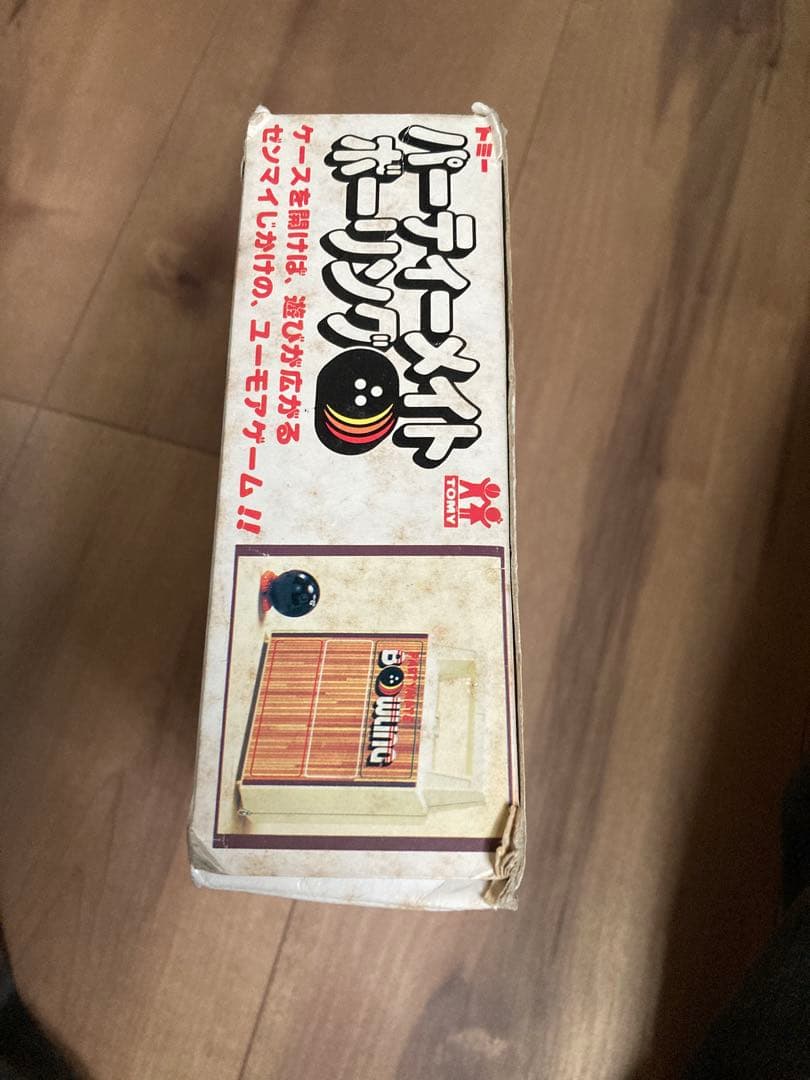 トミー
パーティーメイト
ボーリング
ケースを開けば、遊びが広がる
ゼンマイじかけの、ユーモアゲーム!!
TOMY
PARTY MATE
BOWLING